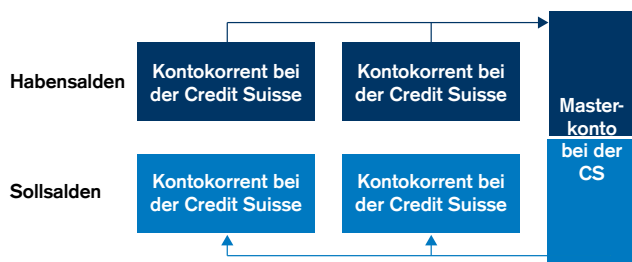 Habensalden
Kontokorrent bei
der Credit Suisse
Kontokorrent bei
der Credit Suisse
Master-
konto
bei der
CS
Sollsalden
Kontokorrent bei
der Credit Suisse
Kontokorrent bei
der Credit Suisse